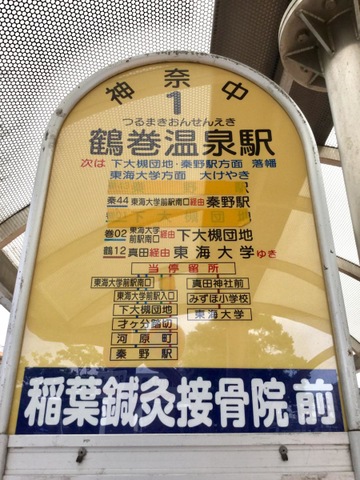 神奈中
1
つるまきおんせんえき
鶴巻温泉駅
次は 下大槻団地・秦野駅方面 落幡
東海大学方面 大けやき
秦44 東海大学前駅南口経由 秦野駅
巻02 東海大学前駅南口経由 下大槻団地
鶴12 真田経由 東海大学ゆき
当停留所
東海大学前駅南口
真田神社前
東海大学前駅入口
みずほ小学校
下大槻団地
東海大学
才ヶ分踏切
河原町
秦野駅
稲葉鍼灸接骨院 前